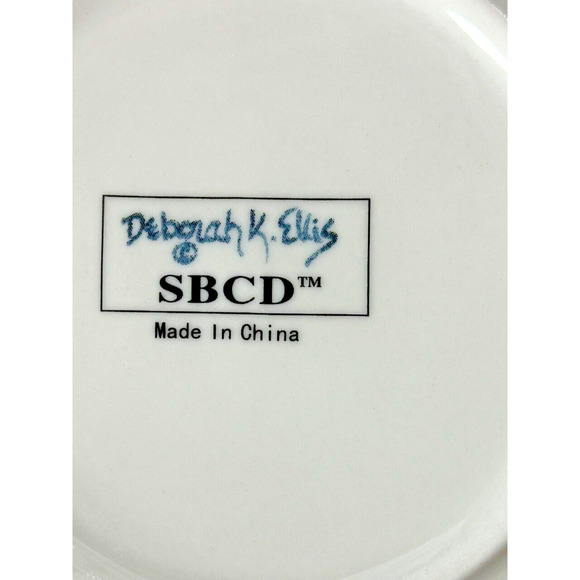 Deborah K. Ellis
©
SBCD™
Made In China